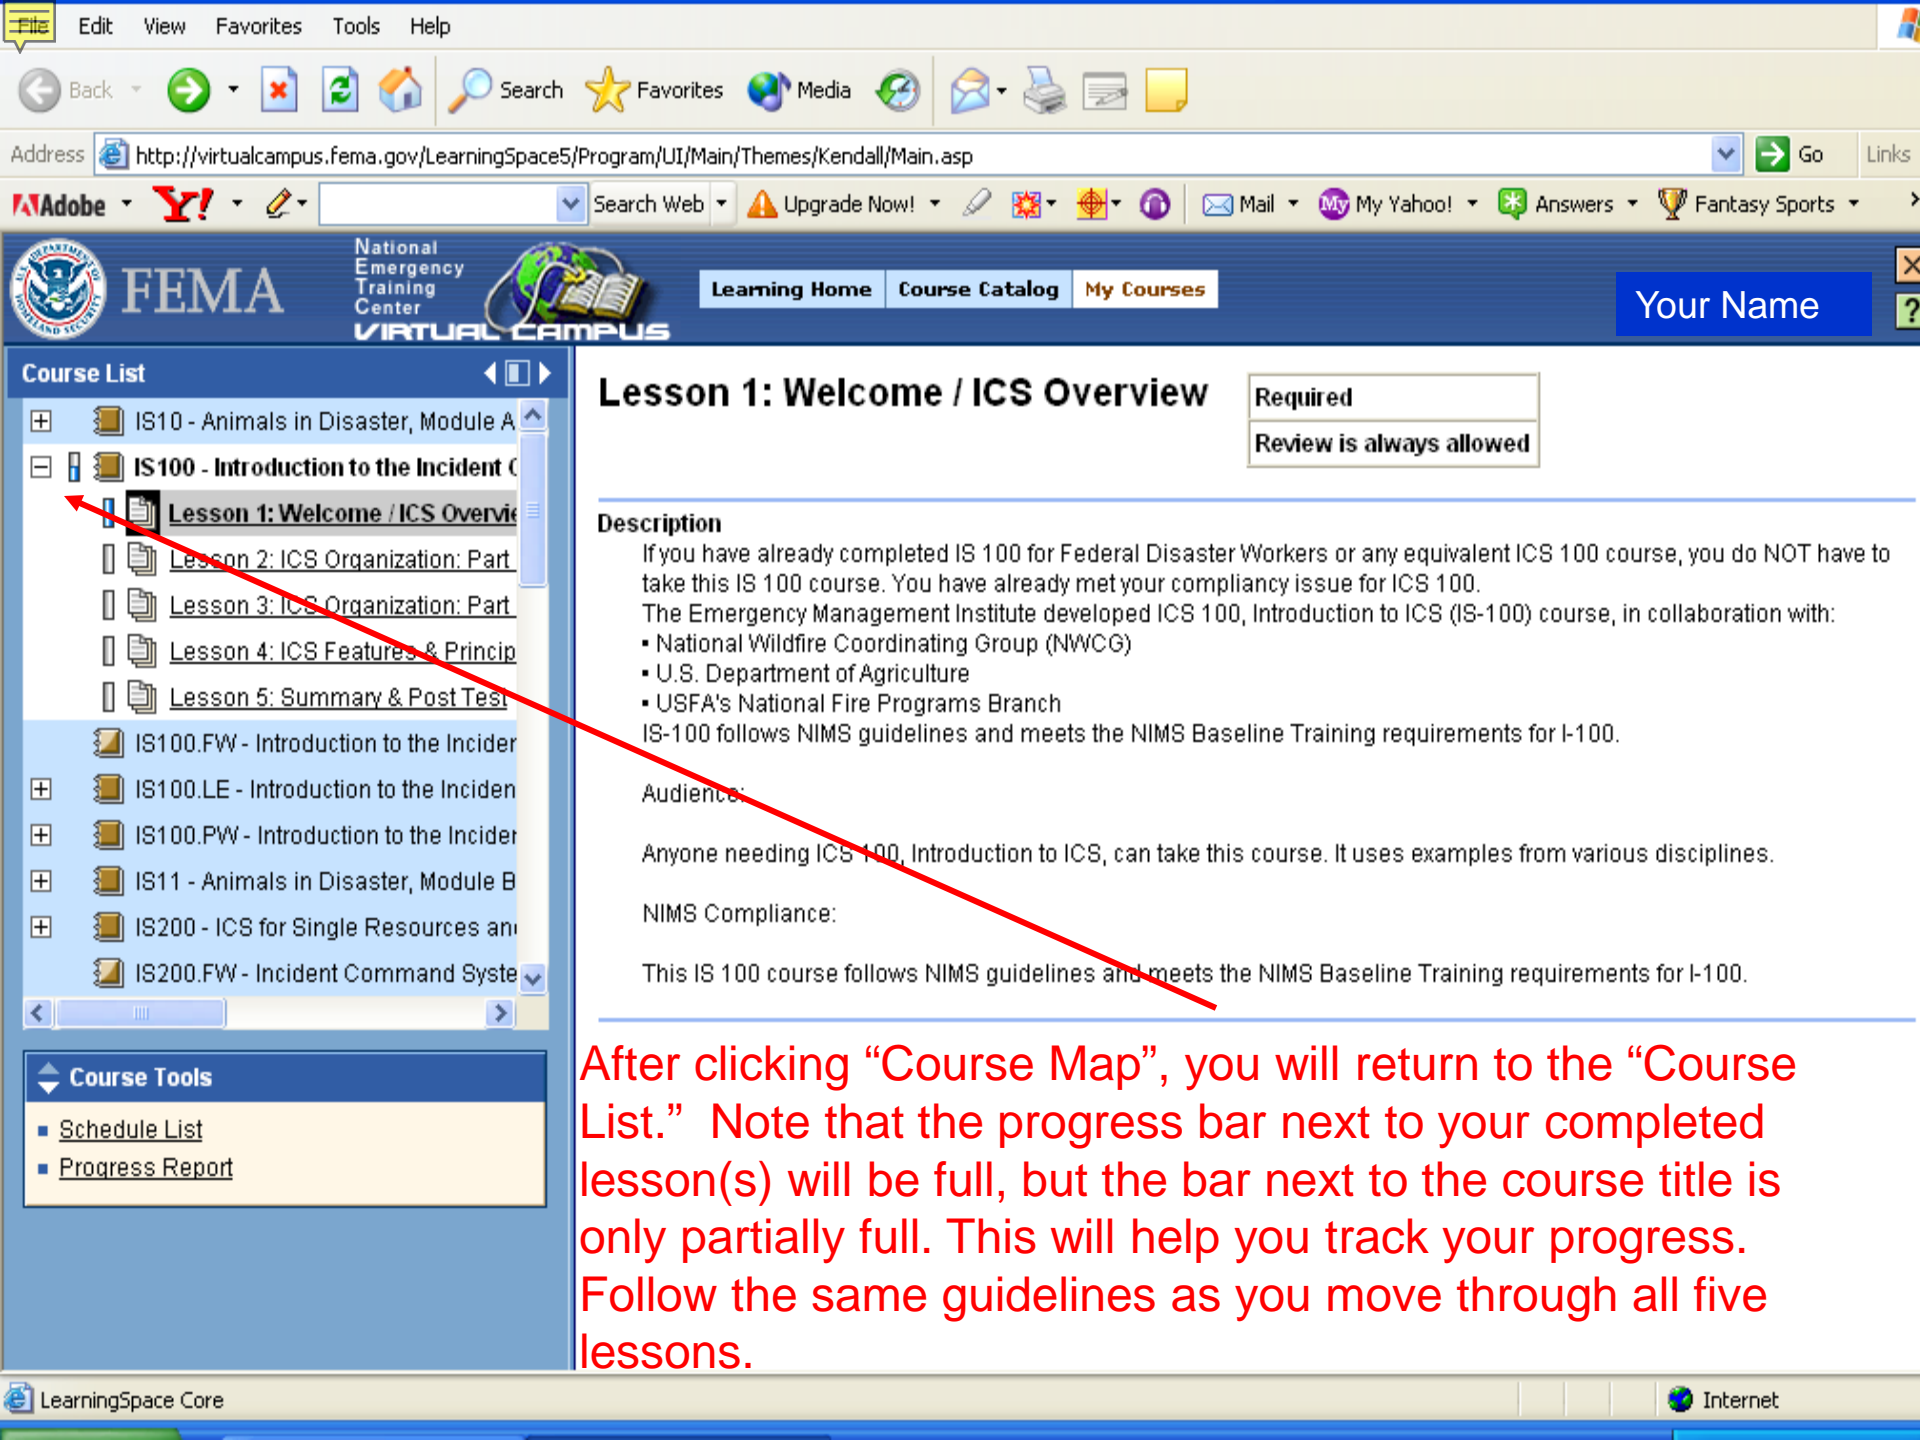 File Edit View Favorites Tools Help
Back Search Favorites Media
Address http://virtualcampus.fema.gov/LearningSpace5/Program/UI/Main/Themes/Kendall/Main.asp Go Links
Adobe Y! Search Web Upgrade Now! Mail My My Yahoo! Answers Fantasy Sports
FEMA
National
Emergency
Training
Center
VIRTUAL CAMPUS
Learning Home Course Catalog My Courses
Your Name
Course List
IS10 - Animals in Disaster, Module A
IS100 - Introduction to the Incident C
Lesson 1: Welcome / ICS Overvie
Lesson 2: ICS Organization: Part
Lesson 3: ICS Organization: Part
Lesson 4: ICS Features & Princip
Lesson 5: Summary & Post Test
IS100.FW - Introduction to the Inciden
IS100.LE - Introduction to the Inciden
IS100.PW - Introduction to the Inciden
IS11 - Animals in Disaster, Module B
IS200 - ICS for Single Resources and
IS200.FW - Incident Command Syste
Course Tools
Schedule List
Progress Report
Lesson 1: Welcome / ICS Overview
Required
Review is always allowed
Description
If you have already completed IS 100 for Federal Disaster Workers or any equivalent ICS 100 course, you do NOT have to
take this IS 100 course. You have already met your compliancy issue for ICS 100.
The Emergency Management Institute developed ICS 100, Introduction to ICS (IS-100) course, in collaboration with:
▪ National Wildfire Coordinating Group (NWCG)
▪ U.S. Department of Agriculture
▪ USFA's National Fire Programs Branch
IS-100 follows NIMS guidelines and meets the NIMS Baseline Training requirements for I-100.
Audience:
Anyone needing ICS 100, Introduction to ICS, can take this course. It uses examples from various disciplines.
NIMS Compliance:
This IS 100 course follows NIMS guidelines and meets the NIMS Baseline Training requirements for I-100.
After clicking “Course Map”, you will return to the “Course
List.” Note that the progress bar next to your completed
lesson(s) will be full, but the bar next to the course title is
only partially full. This will help you track your progress.
Follow the same guidelines as you move through all five
lessons.
LearningSpace Core Internet